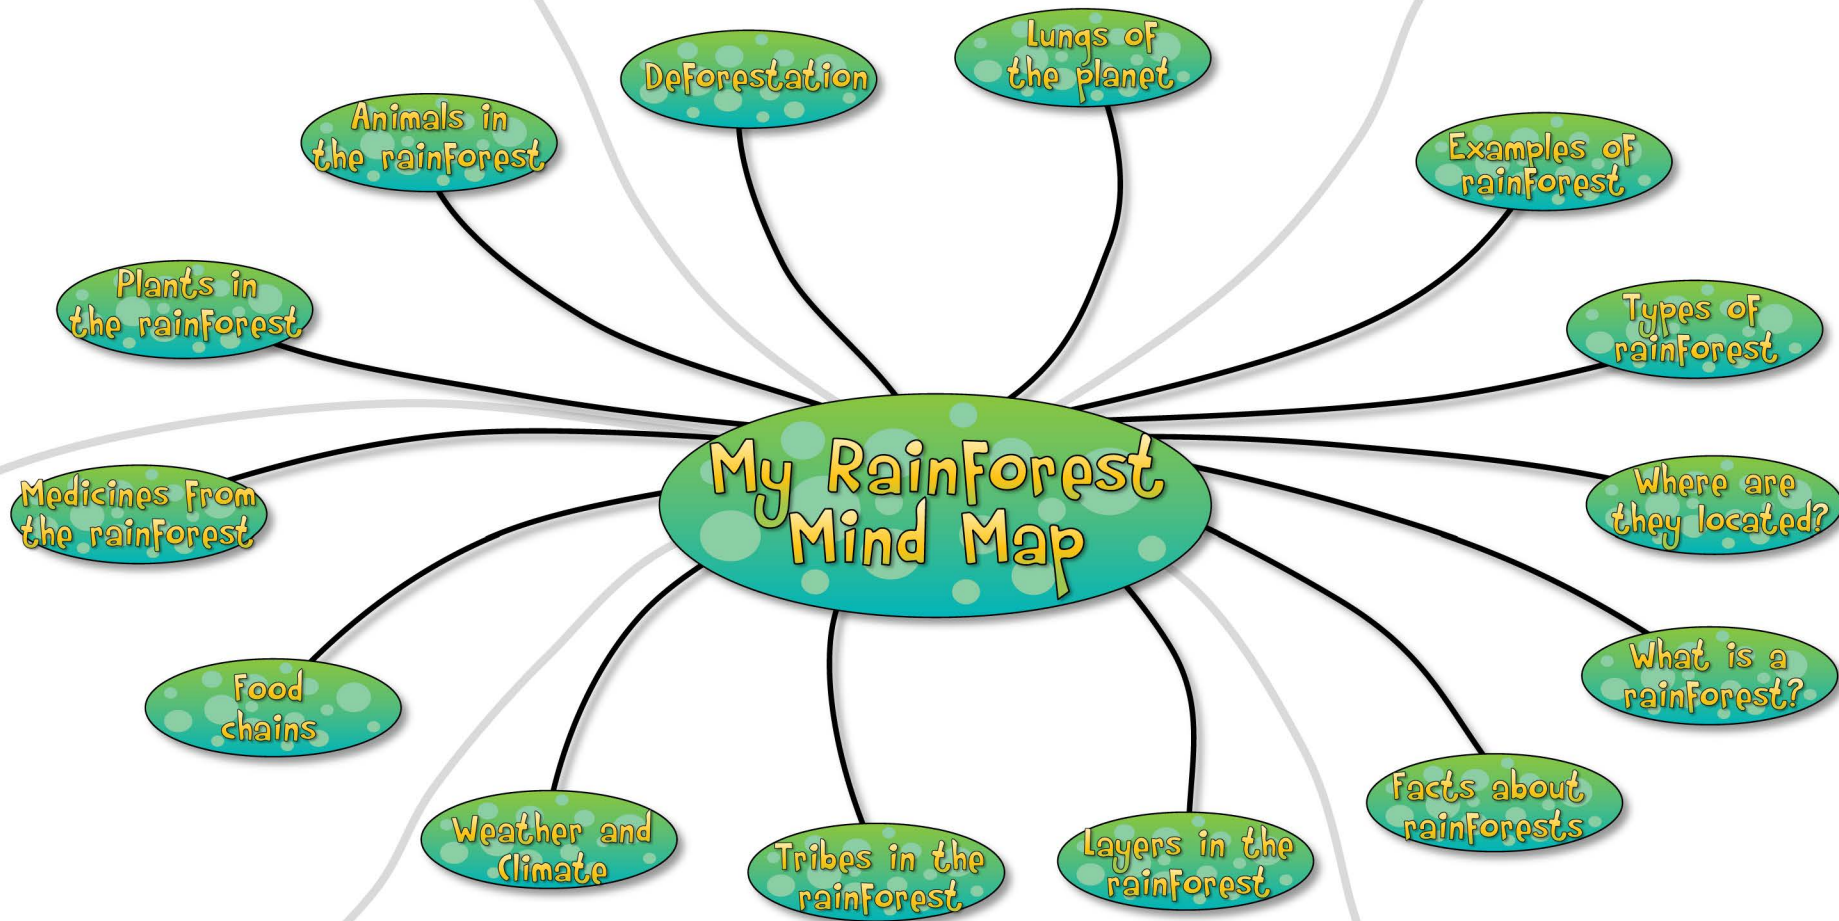 Lungs of
the planet
Deforestation
Animals in
the rainforest
Examples of
rainforest
Plants in
the rainforest
Types of
rainforest
My Rainforest
Mind Map
Medicines from
the rainforest
Where are
they located?
What is a
rainforest?
Food
chains
Facts about
rainforests
Weather and
Climate
Tribes in the
rainforest
Layers in the
rainforest